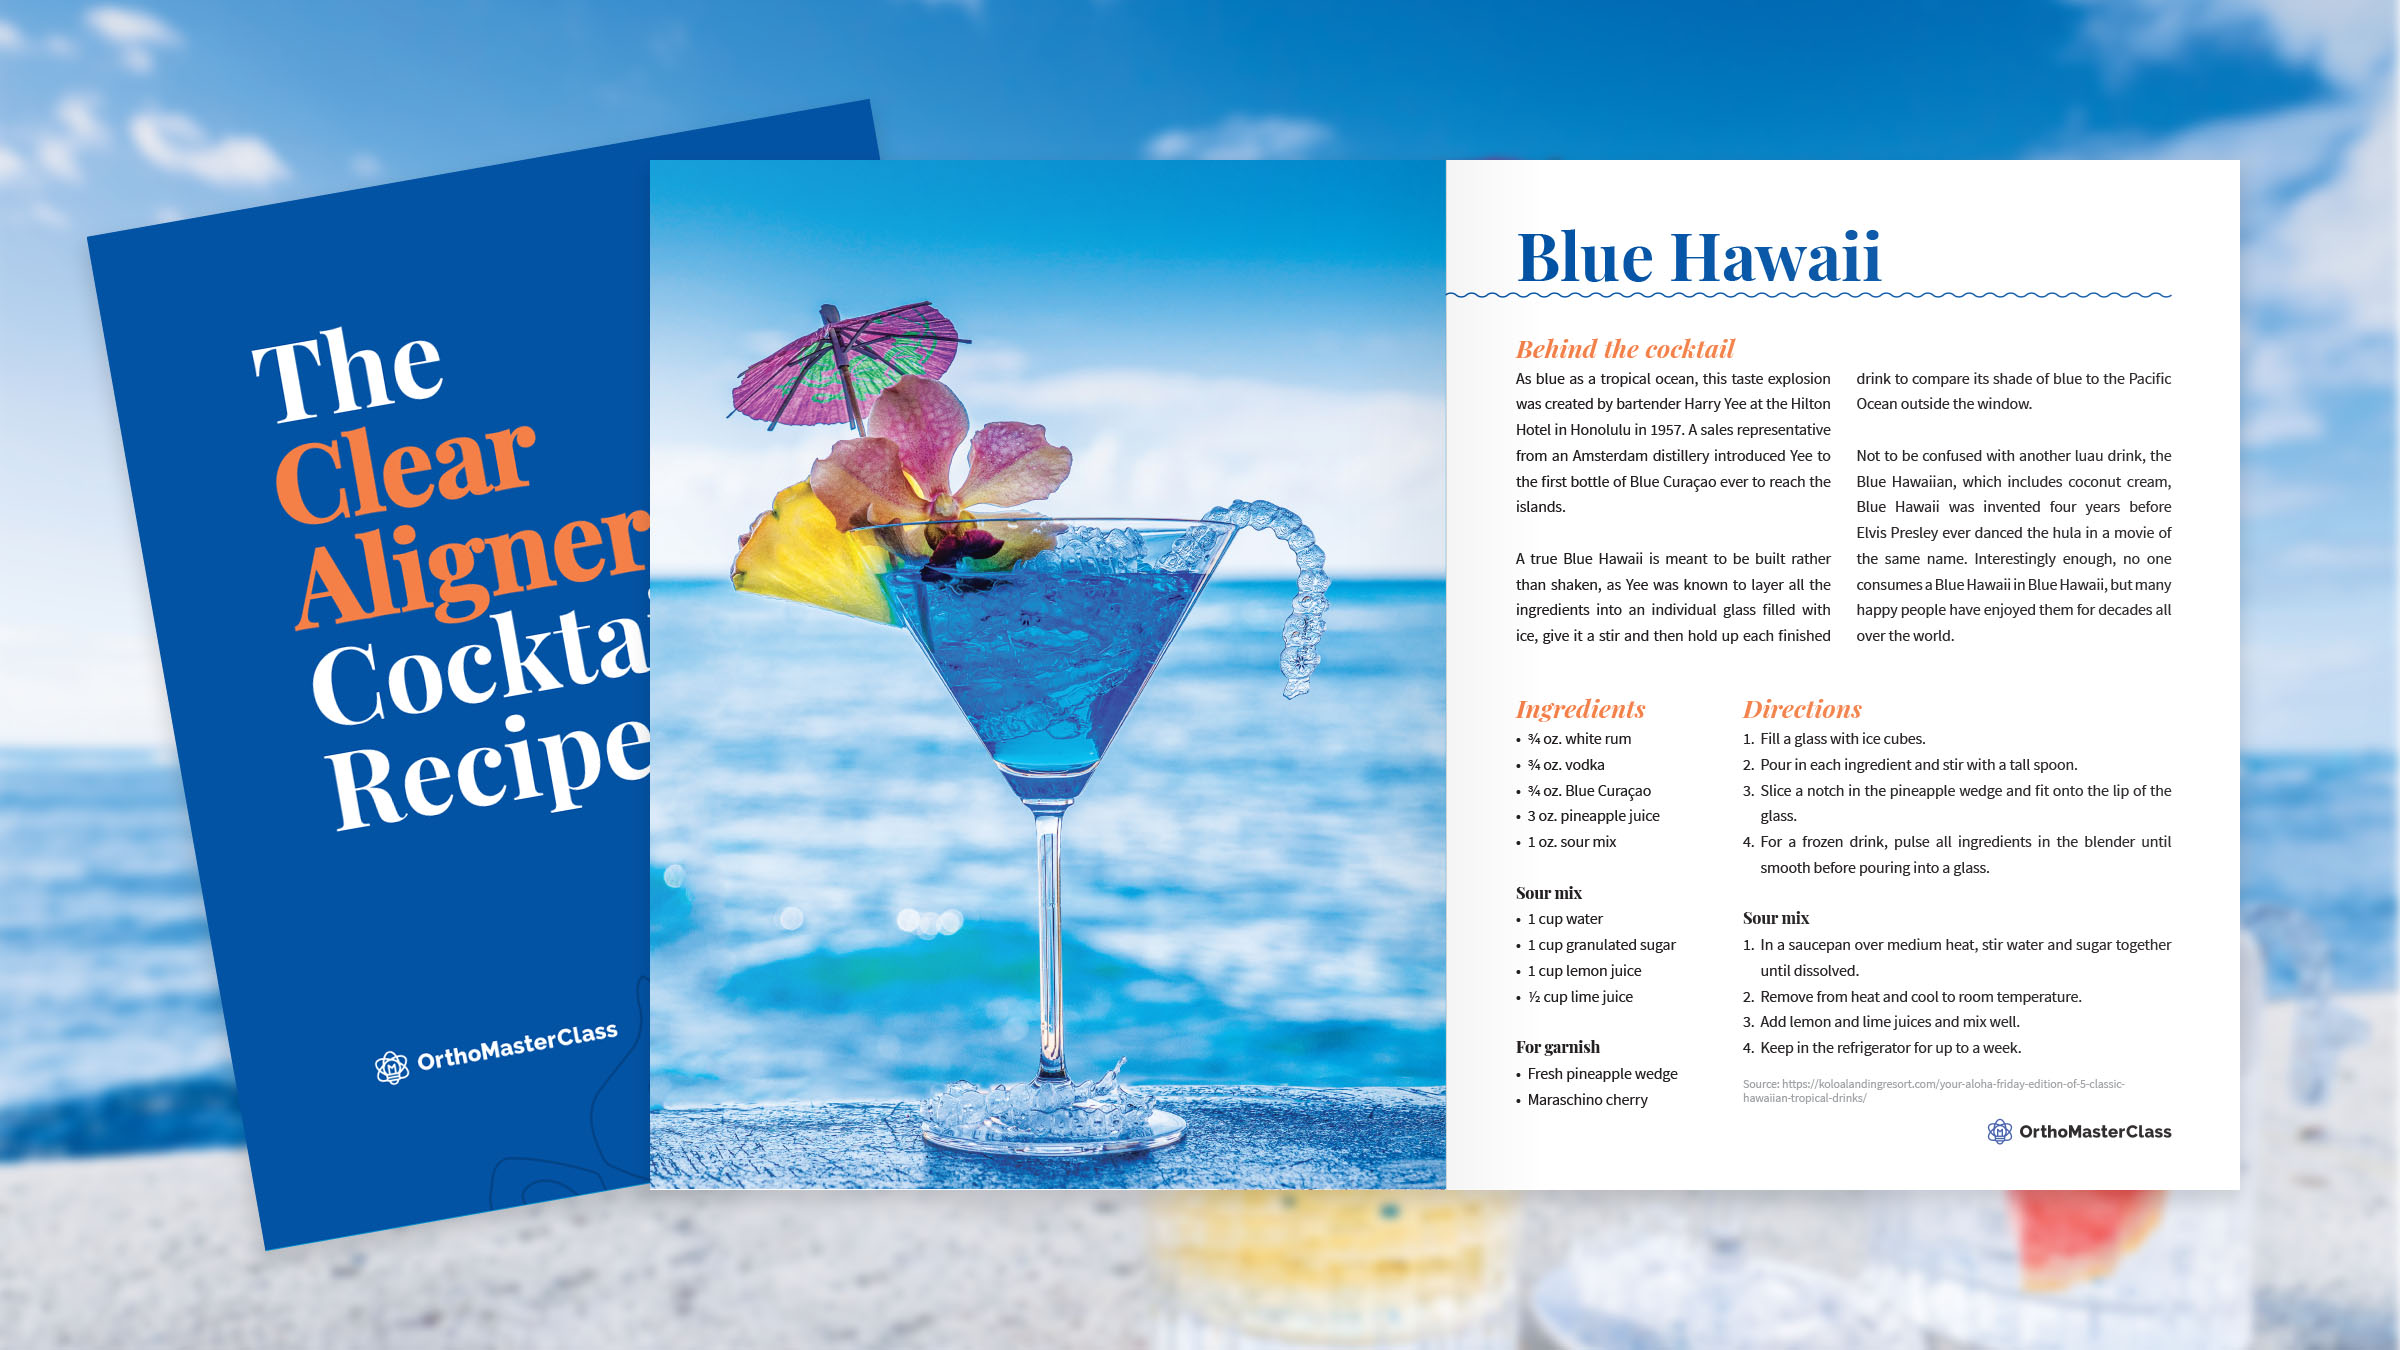 The
Clear
Aligner
Cocktai
Recipe
OrthoMasterClass
Blue Hawaii
Behind the cocktail
As blue as a tropical ocean, this taste explosion
was created by bartender Harry Yee at the Hilton
Hotel in Honolulu in 1957. A sales representative
from an Amsterdam distillery introduced Yee to
the first bottle of Blue Curaçao ever to reach the
islands.
A true Blue Hawaii is meant to be built rather
than shaken, as Yee was known to layer all the
ingredients into an individual glass filled with
ice, give it a stir and then hold up each finished
drink to compare its shade of blue to the Pacific
Ocean outside the window.
Not to be confused with another luau drink, the
Blue Hawaiian, which includes coconut cream,
Blue Hawaii was invented four years before
Elvis Presley ever danced the hula in a movie of
the same name. Interestingly enough, no one
consumes a Blue Hawaii in Blue Hawaii, but many
happy people have enjoyed them for decades all
over the world.
Ingredients
• ¾ oz. white rum
• ¾ oz. vodka
• ¾ oz. Blue Curaçao
• 3 oz. pineapple juice
• 1 oz. sour mix
Sour mix
• 1 cup water
• 1 cup granulated sugar
• 1 cup lemon juice
• ½ cup lime juice
For garnish
• Fresh pineapple wedge
• Maraschino cherry
Directions
1. Fill a glass with ice cubes.
2. Pour in each ingredient and stir with a tall spoon.
3. Slice a notch in the pineapple wedge and fit onto the lip of the
glass.
4. For a frozen drink, pulse all ingredients in the blender until
smooth before pouring into a glass.
Sour mix
1. In a saucepan over medium heat, stir water and sugar together
until dissolved.
2. Remove from heat and cool to room temperature.
3. Add lemon and lime juices and mix well.
4. Keep in the refrigerator for up to a week.
Source: https://koloalandingresort.com/your-aloha-friday-edition-of-5-classic-
hawaiian-tropical-drinks/
OrthoMasterClass